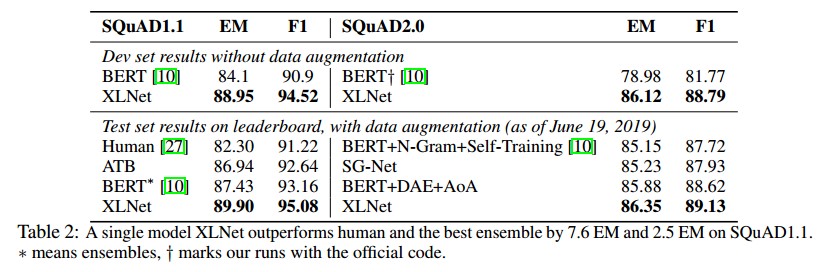 SQuAD1.1 EM F1 SQuAD2.0 EM F1
Dev set results without data augmentation
BERT [10] 84.1 90.9 BERT† [10] 78.98 81.77
XLNet 88.95 94.52 XLNet 86.12 88.79
Test set results on leaderboard, with data augmentation (as of June 19, 2019)
Human [27] 82.30 91.22 BERT+N-Gram+Self-Training [10] 85.15 87.72
ATB 86.94 92.64 SG-Net 85.23 87.93
BERT* [10] 87.43 93.16 BERT+DAE+AoA 85.88 88.62
XLNet 89.90 95.08 XLNet 86.35 89.13
Table 2: A single model XLNet outperforms human and the best ensemble by 7.6 EM and 2.5 EM on SQuAD1.1.
* means ensembles, † marks our runs with the official code.